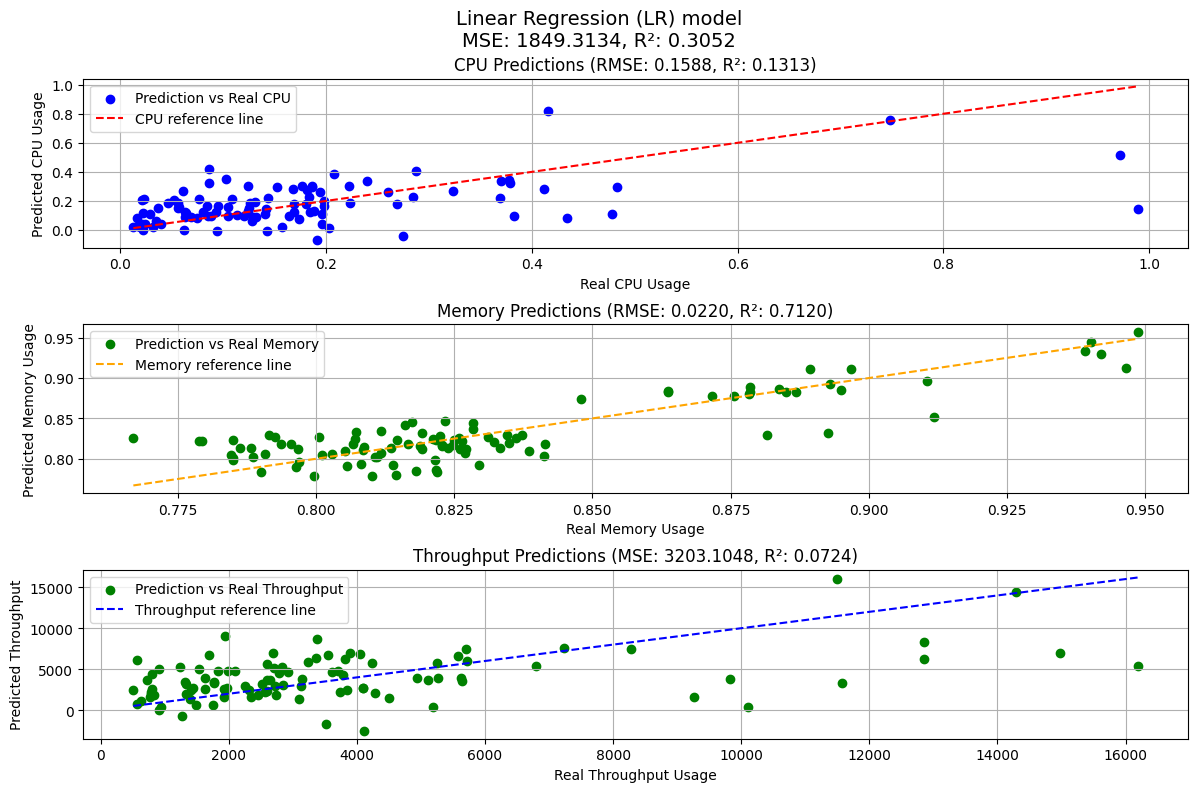 Linear Regression (LR) model
MSE: 1849.3134, R²: 0.3052
CPU Predictions (RMSE: 0.1588, R²: 0.1313)
Predicted CPU Usage
1.0
0.8
0.6
0.4
0.2
0.0
Prediction vs Real CPU
CPU reference line
0.0 0.2 0.4 0.6 0.8 1.0
Real CPU Usage
Memory Predictions (RMSE: 0.0220, R²: 0.7120)
Predicted Memory Usage
0.95
0.90
0.85
0.80
Prediction vs Real Memory
Memory reference line
0.775 0.800 0.825 0.850 0.875 0.900 0.925 0.950
Real Memory Usage
Throughput Predictions (MSE: 3203.1048, R²: 0.0724)
Predicted Throughput
15000
10000
5000
0
Prediction vs Real Throughput
Throughput reference line
0 2000 4000 6000 8000 10000 12000 14000 16000
Real Throughput Usage